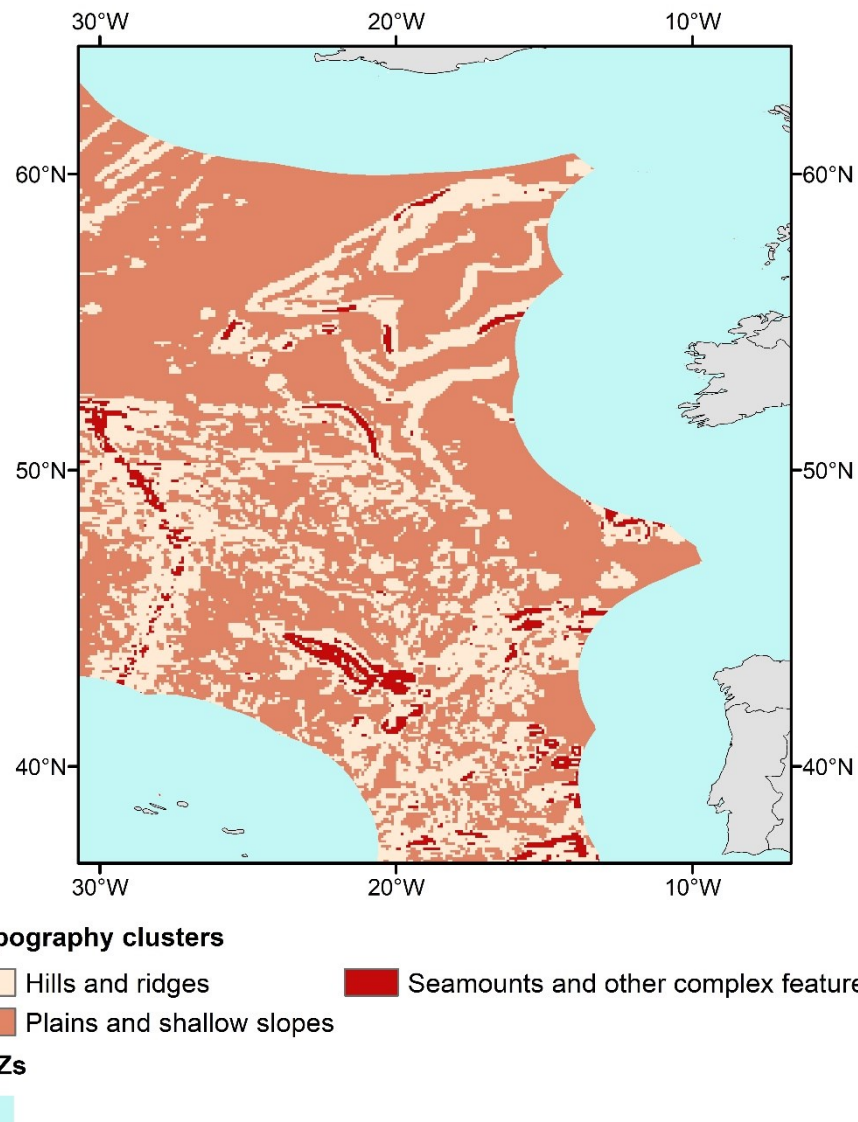 30°W 20°W 10°W
60°N 60°N
50°N 50°N
40°N 40°N
30°W 20°W 10°W
pography clusters
Hills and ridges Seamounts and other complex feature
Plains and shallow slopes
Zs